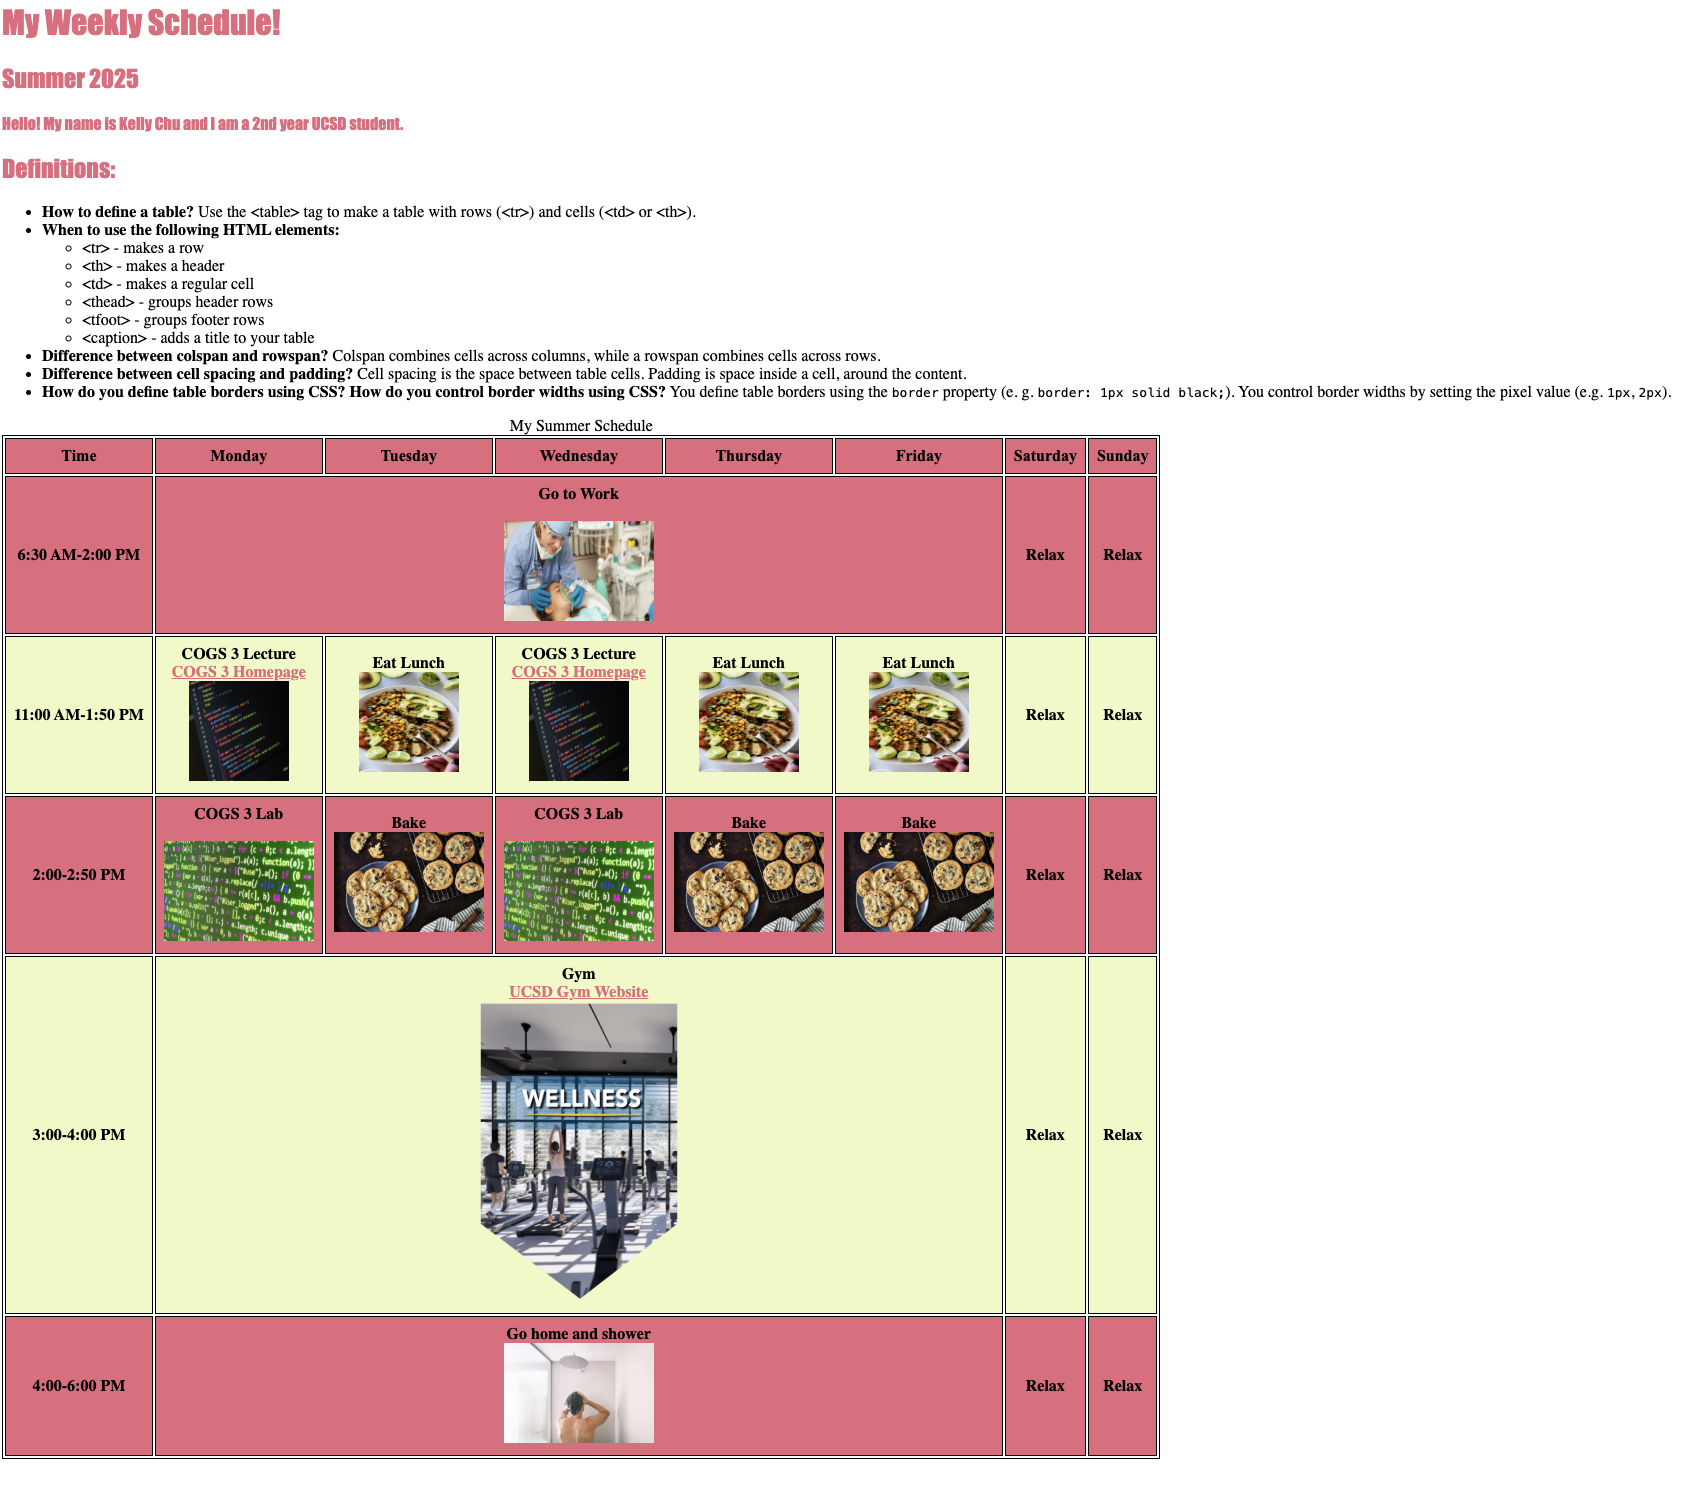 My Weekly Schedule!
Summer 2025
Hello! My name is Kelly Chu and I am a 2nd year UCSD student.
Definitions:
• How to define a table? Use the <table> tag to make a table with rows (<tr>) and cells (<td> or <th>).
• When to use the following HTML elements:
◦ <tr> - makes a row
◦ <th> - makes a header
◦ <td> - makes a regular cell
◦ <thead> - groups header rows
◦ <tfoot> - groups footer rows
◦ <caption> - adds a title to your table
• Difference between colspan and rowspan? Colspan combines cells across columns, while a rowspan combines cells across rows.
• Difference between cell spacing and padding? Cell spacing is the space between table cells. Padding is space inside a cell, around the content.
• How do you define table borders using CSS? How do you control border widths using CSS? You define table borders using the border property (e. g. border: 1px solid black;). You control border widths by setting the pixel value (e.g. 1px, 2px).
My Summer Schedule
Time Monday Tuesday Wednesday Thursday Friday Saturday Sunday
Go to Work
6:30 AM-2:00 PM Relax Relax
COGS 3 Lecture Eat Lunch COGS 3 Lecture Eat Lunch Eat Lunch
COGS 3 Homepage COGS 3 Homepage
11:00 AM-1:50 PM Relax Relax
COGS 3 Lab Bake COGS 3 Lab Bake Bake
2:00-2:50 PM Relax Relax
Gym
UCSD Gym Website
WELLNESS
3:00-4:00 PM Relax Relax
Go home and shower
4:00-6:00 PM Relax Relax